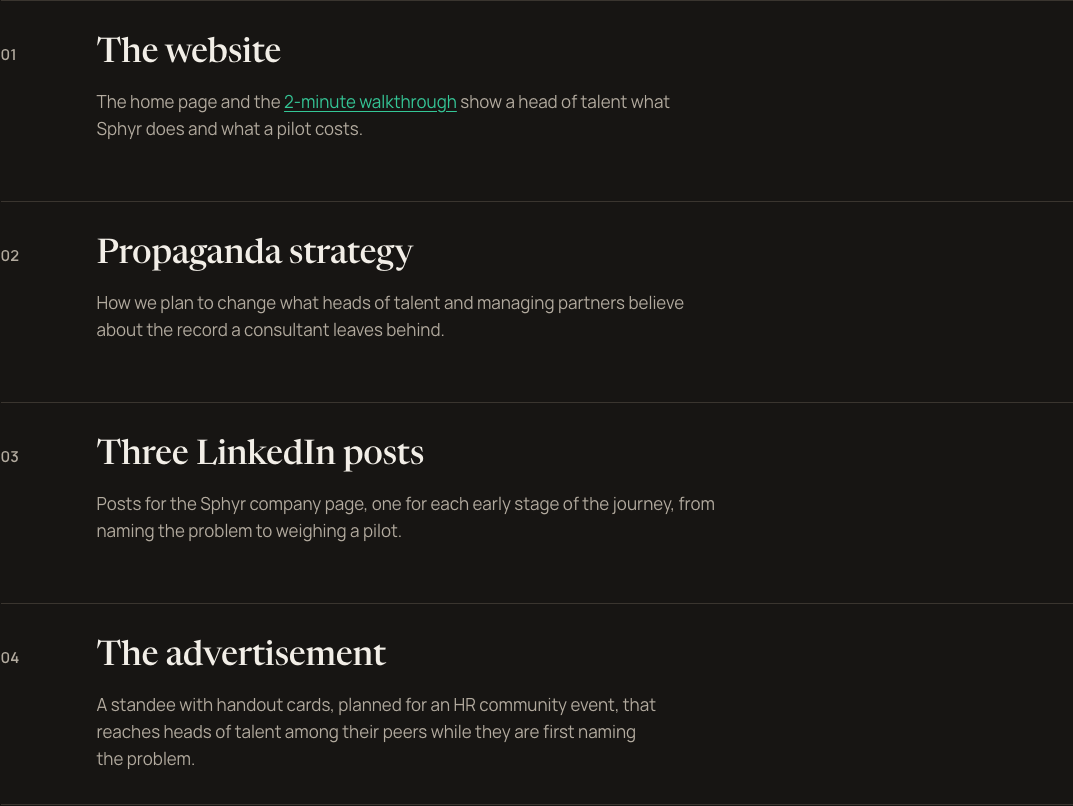 01
The website
The home page and the 2-minute walkthrough show a head of talent what
Sphyr does and what a pilot costs.
02
Propaganda strategy
How we plan to change what heads of talent and managing partners believe
about the record a consultant leaves behind.
03
Three LinkedIn posts
Posts for the Sphyr company page, one for each early stage of the journey, from
naming the problem to weighing a pilot.
04
The advertisement
A standee with handout cards, planned for an HR community event, that
reaches heads of talent among their peers while they are first naming
the problem.